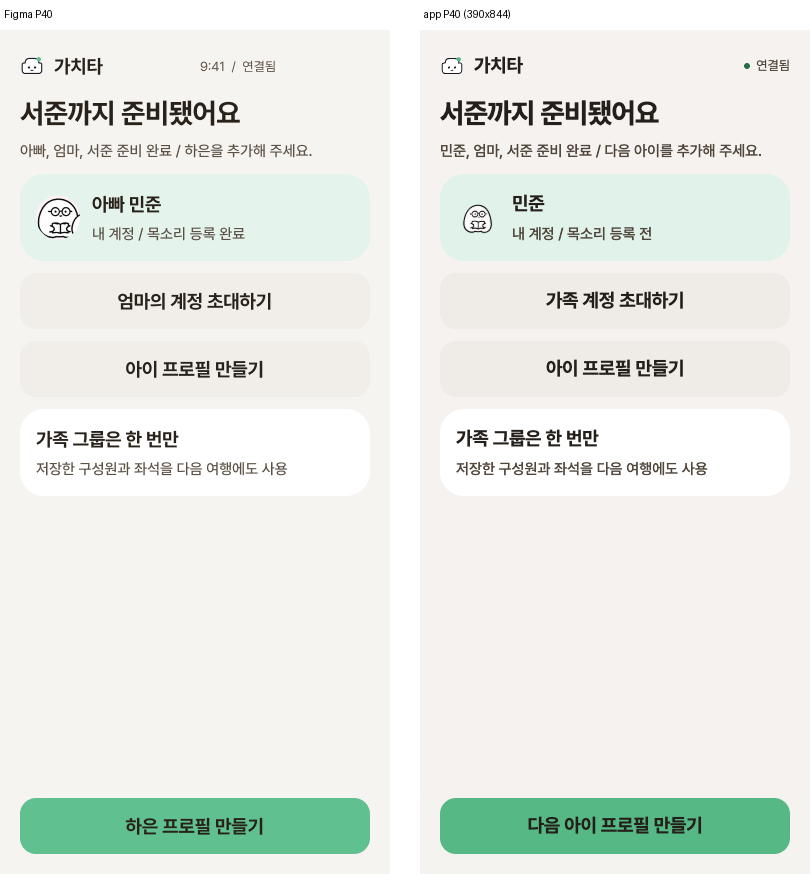 Figma P40
가치타
9:41 / 연결됨
서준까지 준비됐어요
아빠, 엄마, 서준 준비 완료 / 하은을 추가해 주세요.
아빠 민준
내 계정 / 목소리 등록 완료
엄마의 계정 초대하기
아이 프로필 만들기
가족 그룹은 한 번만
저장한 구성원과 좌석을 다음 여행에도 사용
하은 프로필 만들기
app P40 (390x844)
가치타
연결됨
서준까지 준비됐어요
민준, 엄마, 서준 준비 완료 / 다음 아이를 추가해 주세요.
민준
내 계정 / 목소리 등록 전
가족 계정 초대하기
아이 프로필 만들기
가족 그룹은 한 번만
저장한 구성원과 좌석을 다음 여행에도 사용
다음 아이 프로필 만들기